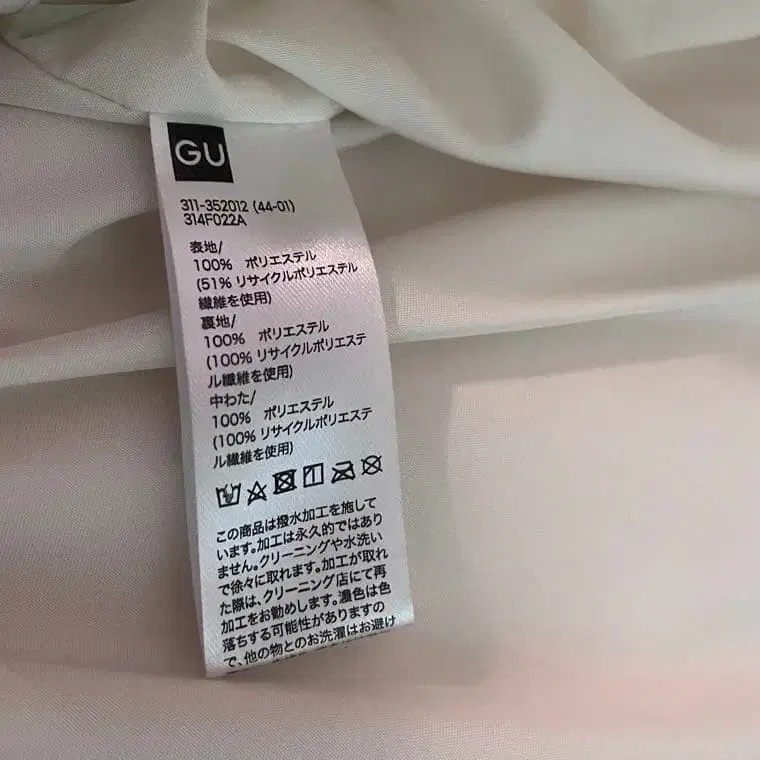 GU
311-352012 (44-01)
314F022A
表地/
100% ポリエステル
(51% リサイクルポリエステル
繊維を使用)
裏地/
100% ポリエステル
(100% リサイクルポリエステ
ル繊維を使用)
中わた/
100% ポリエステル
(100% リサイクルポリエステ
ル繊維を使用)
この商品は撥水加工を施して
います。加工は永久的ではあり
ません。クリーニングや水洗い
で徐々に取れます。加工が取れ
た際は、クリーニング店にて再
加工をお勧めします。濃色は色
落ちする可能性がありますの
で、他の物とのお洗濯はお避け